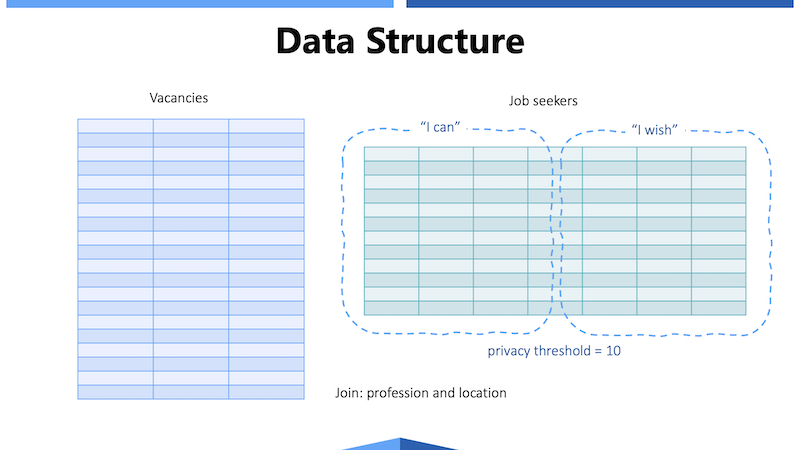 Data Structure
Vacancies
Job seekers
“I can”
“I wish”
privacy threshold = 10
Join: profession and location